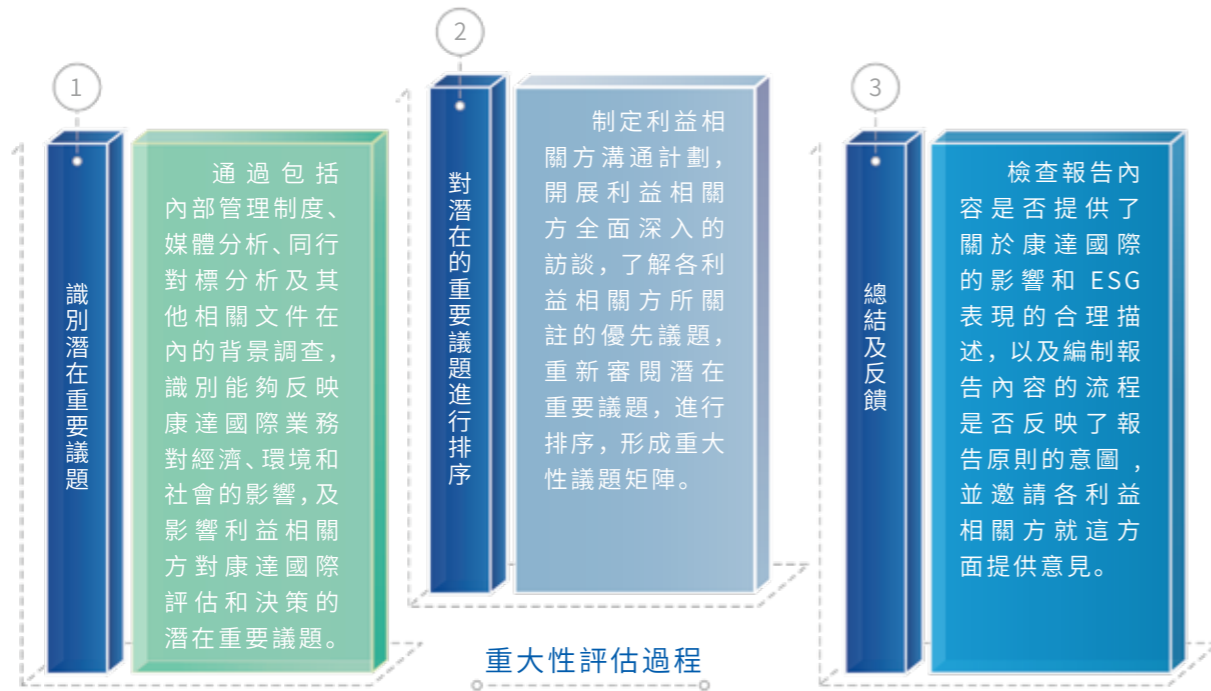 1
識別潛在重要議題
通過包括
內部管理制度、
媒體分析、同行
對標分析及其
他相關文件在
內的背景調查，
識別能夠反映
康達國際業務
對經濟、環境和
社會的影響，及
影響利益相關
方對康達國際
評估和決策的
潛在重要議題。
2
對潛在的重要議題進行排序
制定利益相
關方溝通計劃，
開展利益相關
方全面深入的
訪談，了解各利
益相關方所關
註的優先議題，
重新審閱潛在
重要議題，進行
排序，形成重大
性議題矩陣。
3
總結及反饋
檢查報告內
容是否提供了
關於康達國際
的影響和 ESG
表現的合理描
述，以及編制報
告內容的流程
是否反映了報
告原則的意圖，
並邀請各利益
相關方就這方
面提供意見。
重大性評估過程